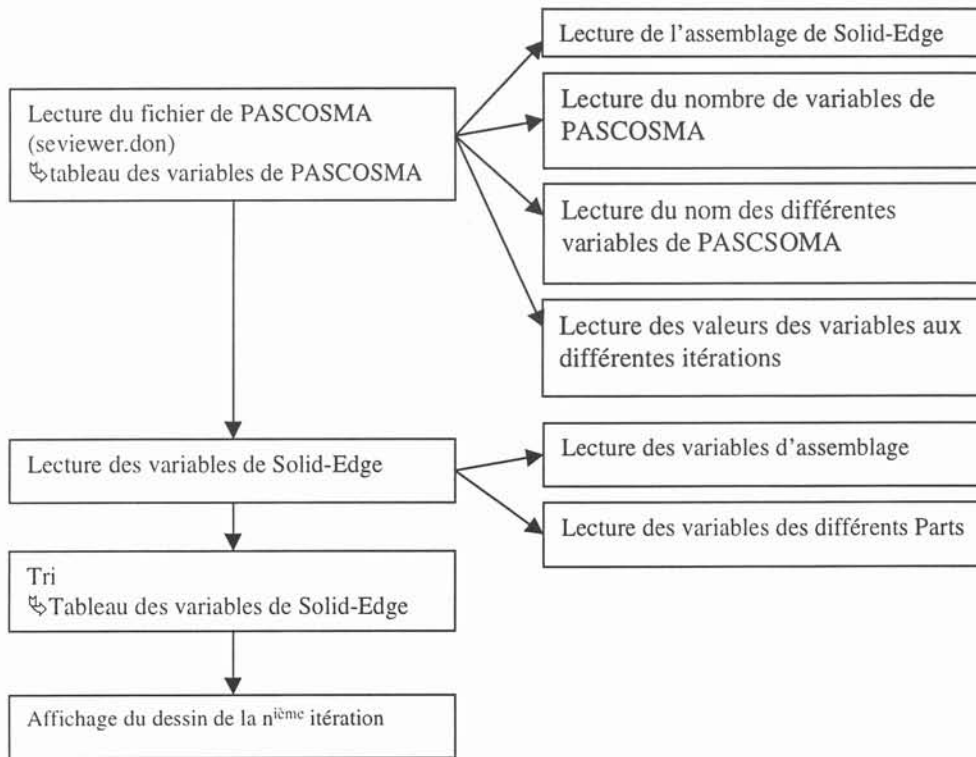 Lecture du fichier de PASCOSMA
(seviewer.don)
↳tableau des variables de PASCOSMA
Lecture de l'assemblage de Solid-Edge
Lecture du nombre de variables de
PASCOSMA
Lecture du nom des différentes
variables de PASCSOMA
Lecture des valeurs des variables aux
différentes itérations
Lecture des variables de Solid-Edge
Lecture des variables d'assemblage
Lecture des variables des différents Parts
Tri
↳Tableau des variables de Solid-Edge
Affichage du dessin de la nième itération